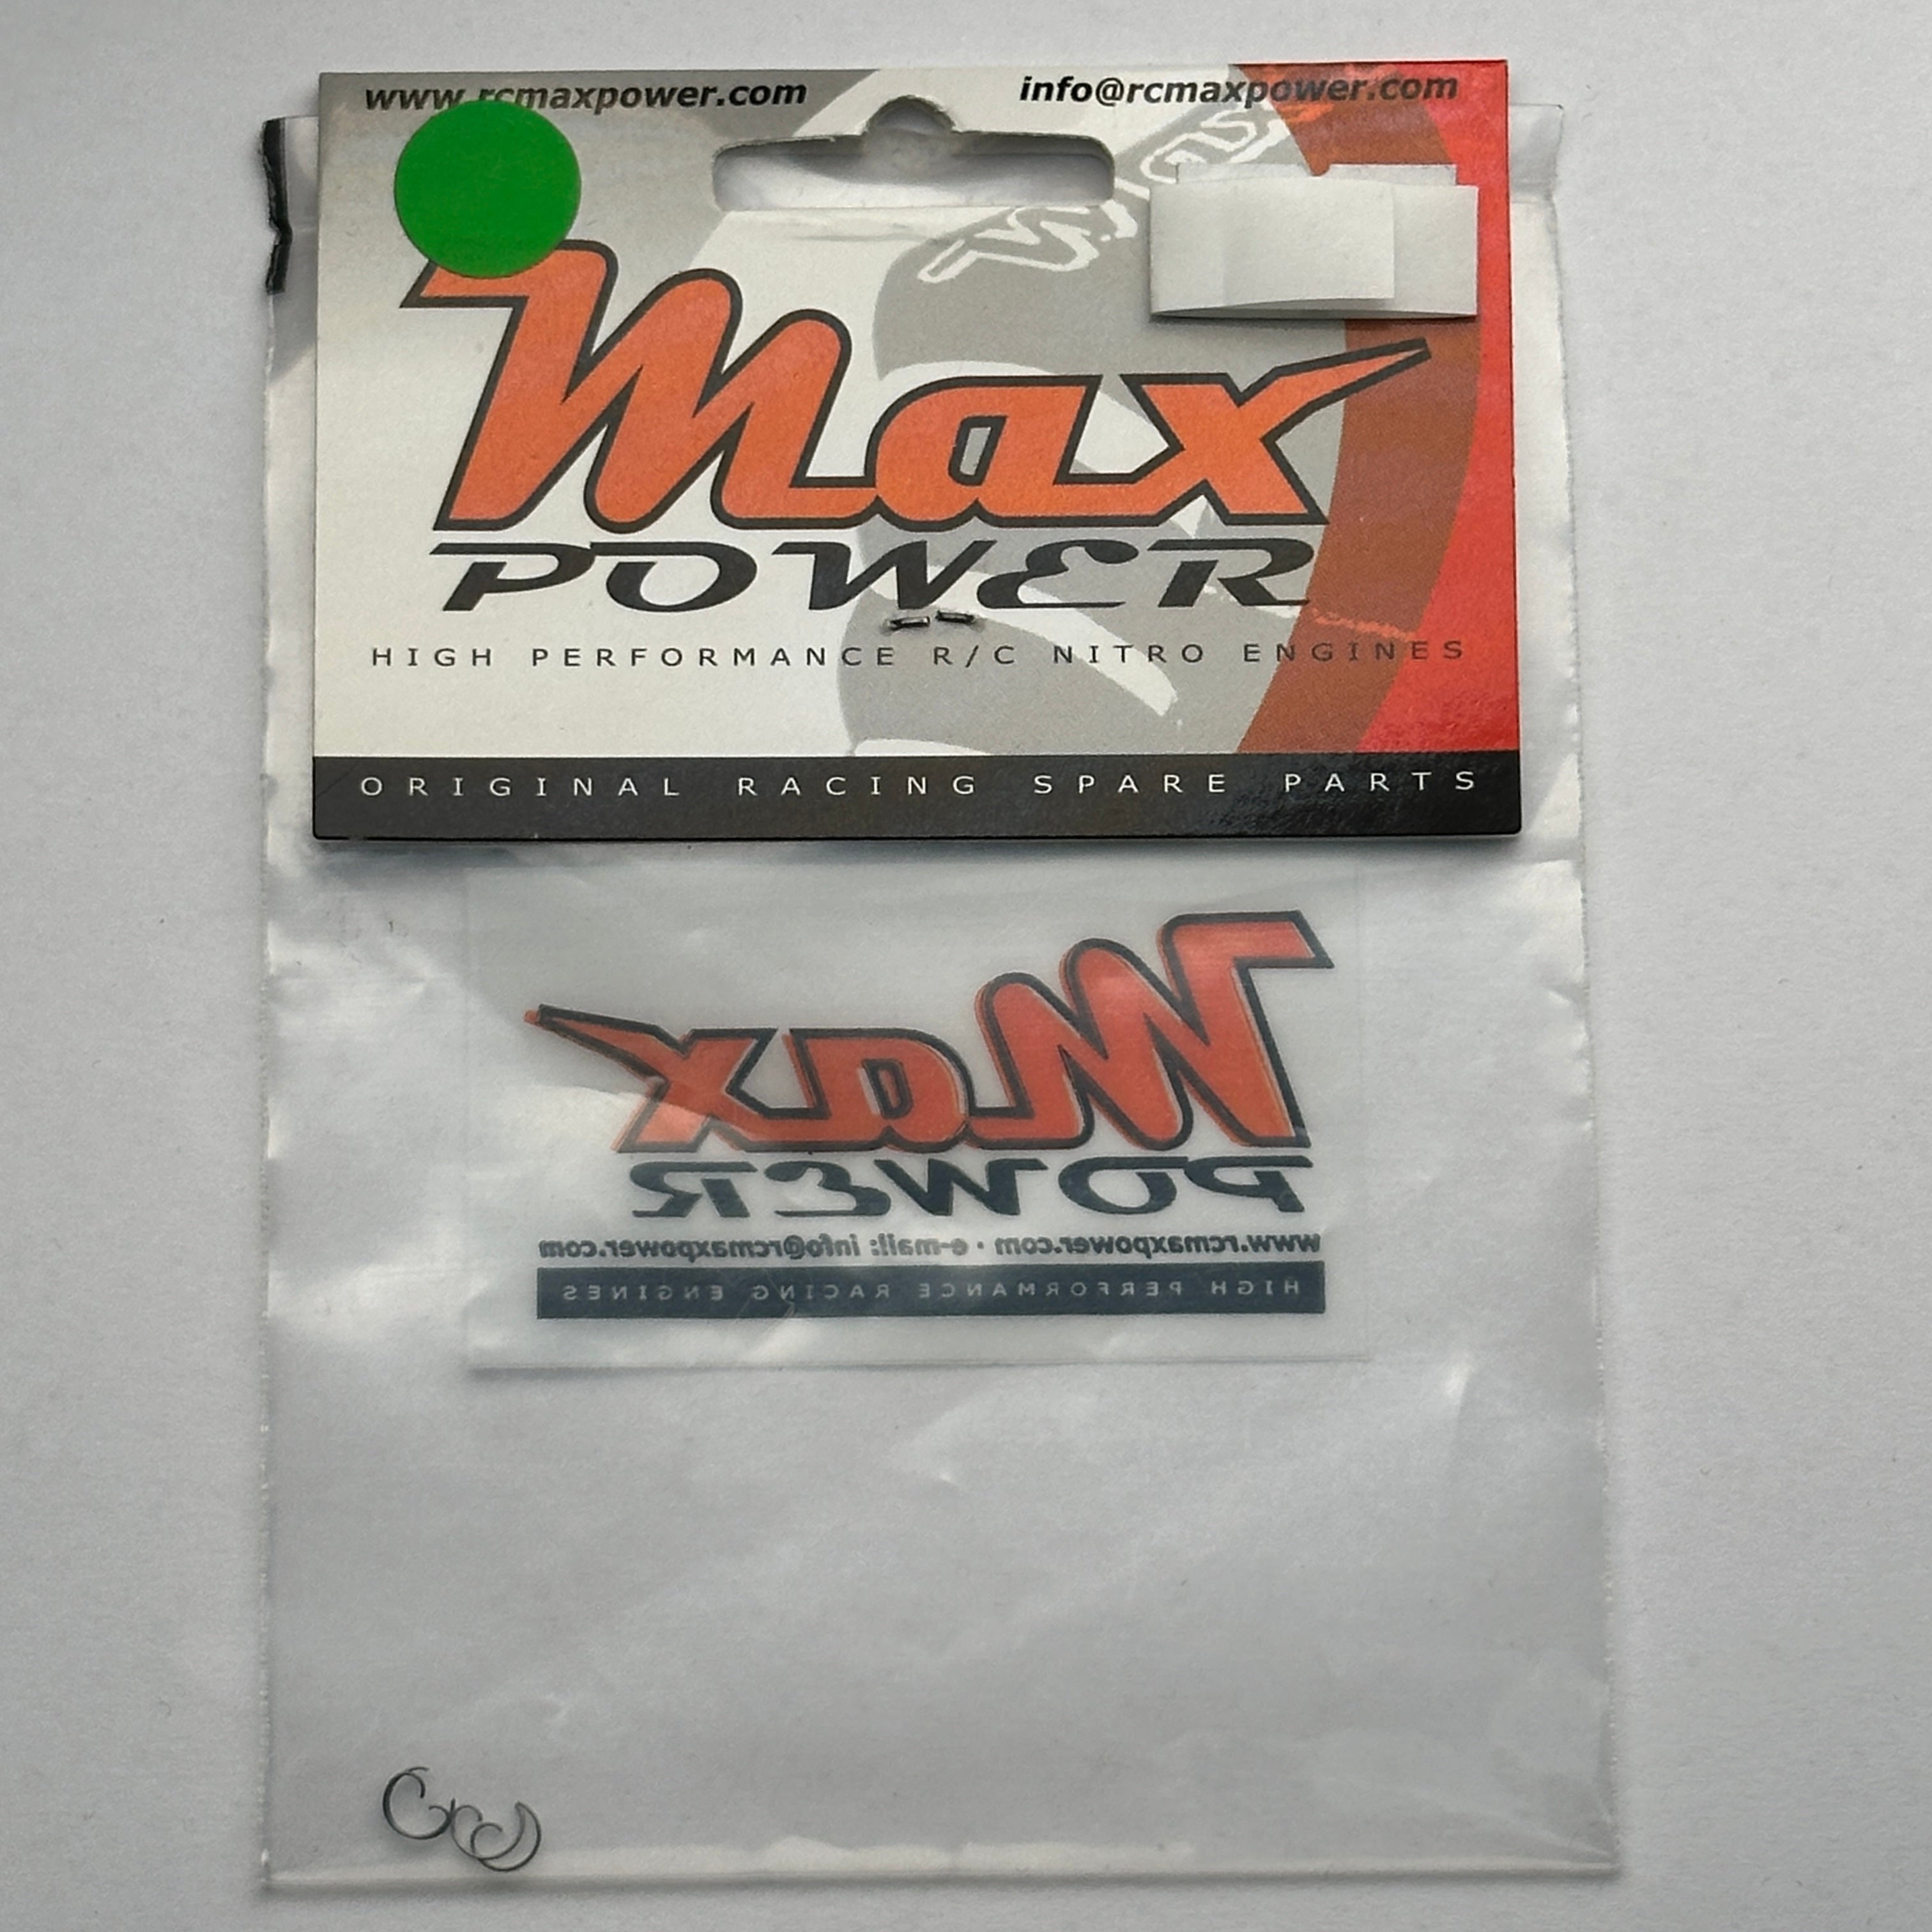 www.rcmaxpower.com
info@rcmaxpower.com
Max
POWER
HIGH PERFORMANCE R/C NITRO ENGINES
ORIGINAL RACING SPARE PARTS
Max
POWER
www.rcmaxpower.com · e-mail: info@rcmaxpower.com
HIGH PERFORMANCE RACING ENGINES